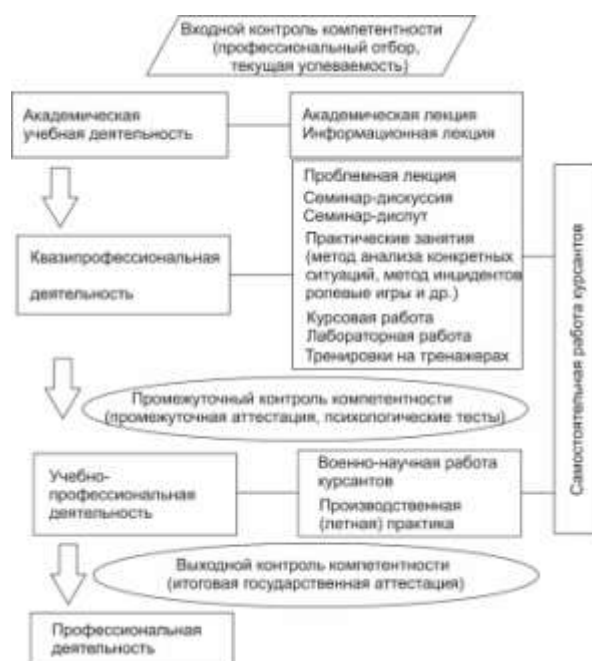 Входной контроль компетентности
(профессиональный отбор,
текущая успеваемость)
Академическая
учебная деятельность
Академическая лекция
Информационная лекция
Проблемная лекция
Семинар-дискуссия
Семинар-диспут
Практические занятия
(метод анализа конкретных
ситуаций, метод инцидентов
ролевые игры и др.)
Курсовая работа
Лабораторная работа
Тренировки на тренажерах
Квазипрофессиональная
деятельность
Самостоятельная работа курсантов
Промежуточный контроль компетентности
(промежуточная аттестация, психологические тесты)
Учебно-
профессиональная
деятельность
Военно-научная работа
курсантов
Производственная
(летная) практика
Выходной контроль компетентности
(итоговая государственная аттестация)
Профессиональная
деятельность